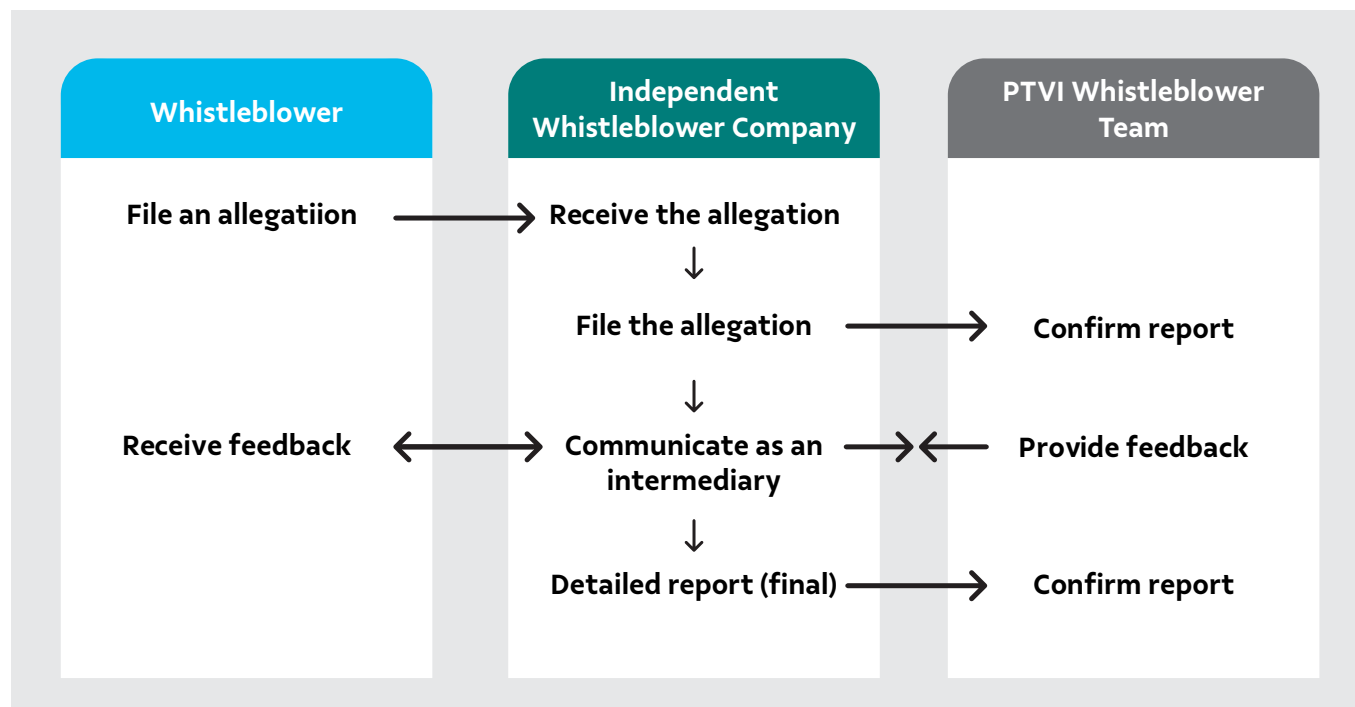 Whistleblower
Independent
Whistleblower Company
PTVI Whistleblower
Team
File an allegatiion
Receive the allegation
File the allegation
Confirm report
Receive feedback
Communicate as an
intermediary
Provide feedback
Detailed report (final)
Confirm report